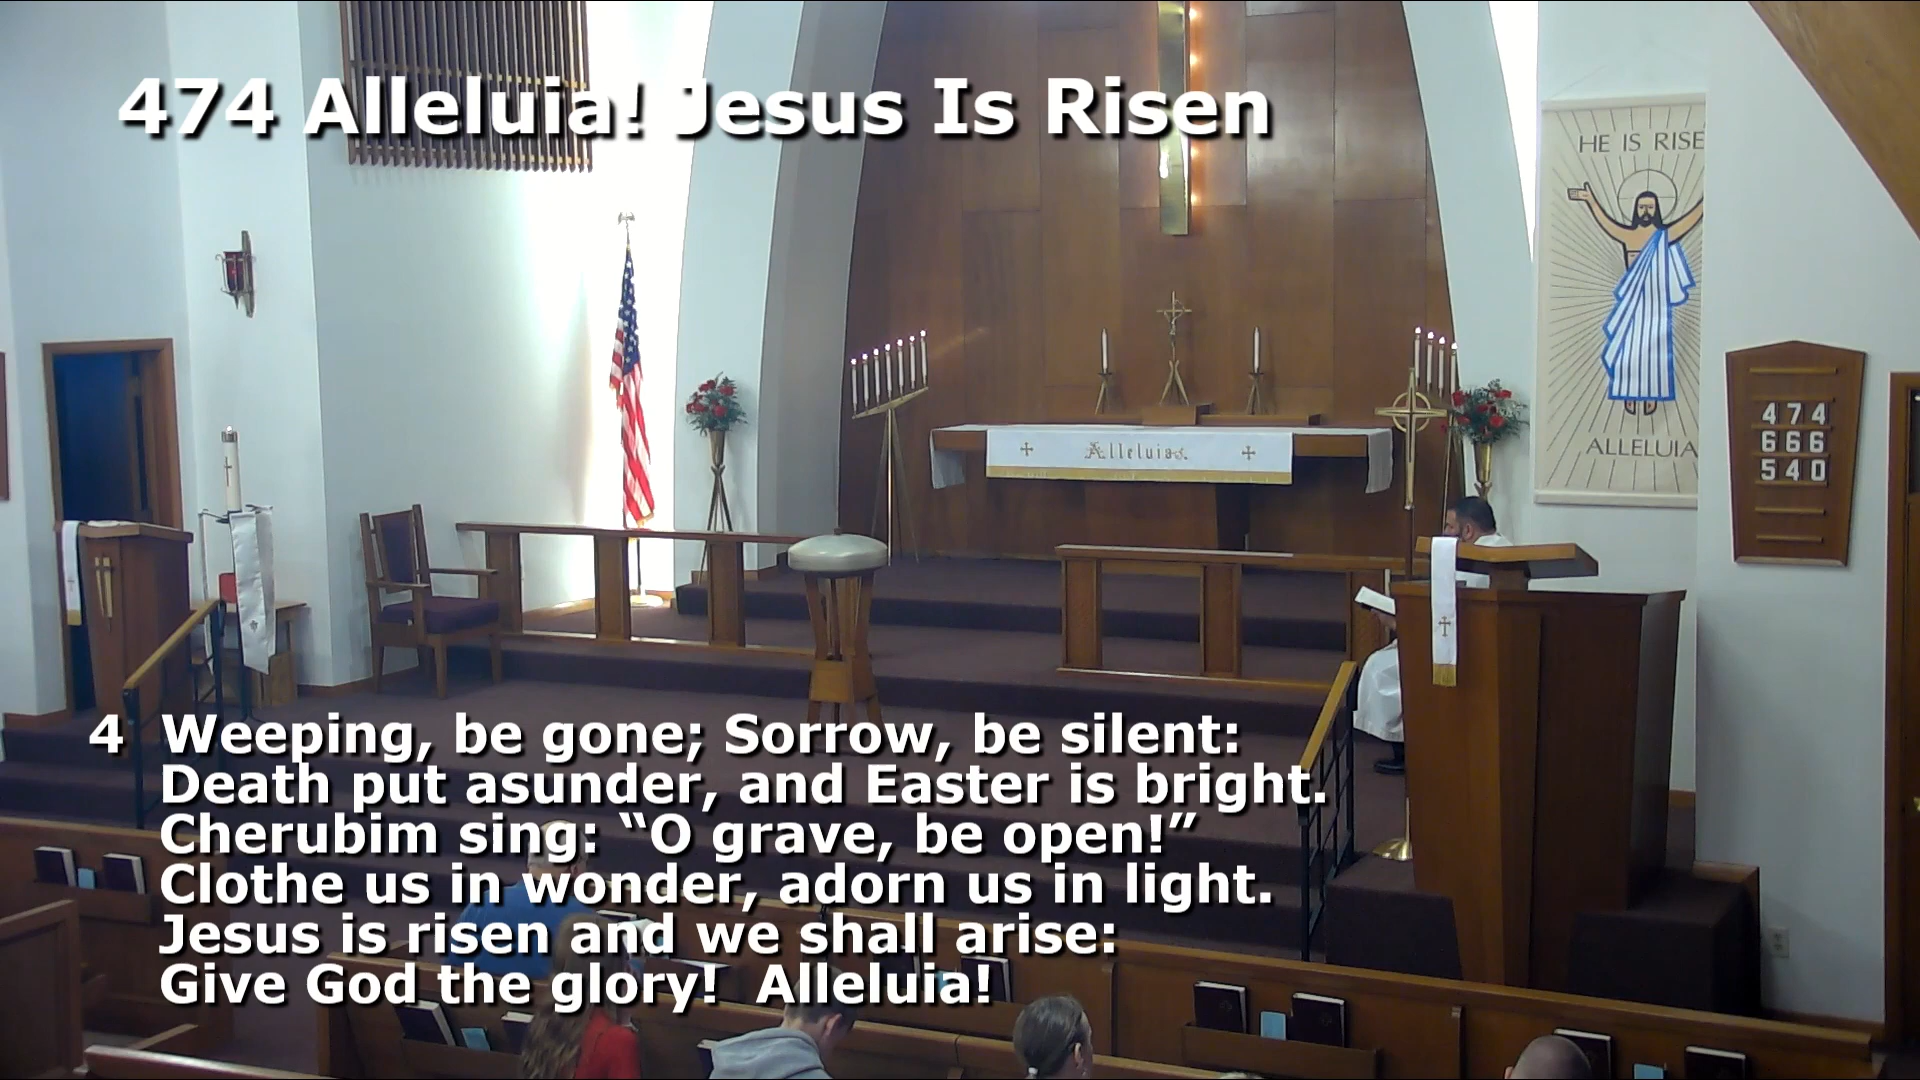 474 Alleluia! Jesus Is Risen
HE IS RISE
ALLELUIA
474
666
540
Alleluia
4 Weeping, be gone; Sorrow, be silent:
Death put asunder, and Easter is bright.
Cherubim sing: “O grave, be open!”
Clothe us in wonder, adorn us in light.
Jesus is risen and we shall arise:
Give God the glory! Alleluia!